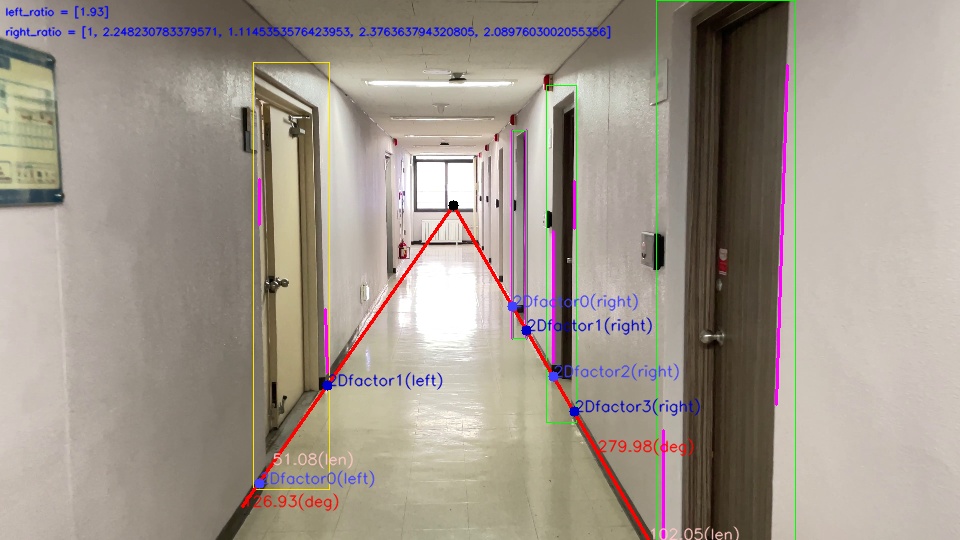 left_ratio = [1.93]
right_ratio = [1, 2.248230783379571, 1.1145353576423953, 2.376363794320805, 2.0897603002055356]
2Dfactor0(right)
2Dfactor1(right)
2Dfactor2(right)
2Dfactor1(left)
2Dfactor3(right)
279.98(deg)
51.08(len)
2Dfactor0(left)
26.93(deg)
102.05(len)